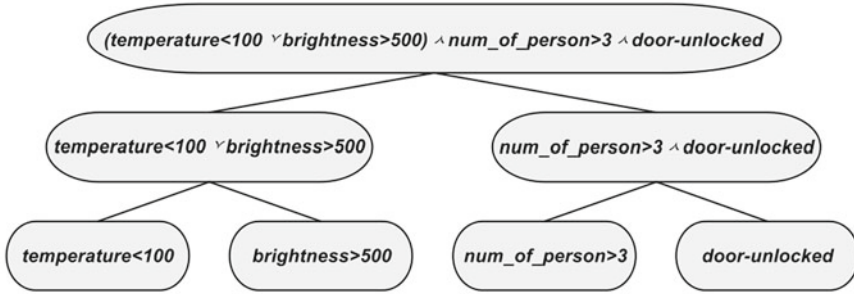 (temperature<100 ⋎ brightness>500) ⋏ num_of_person>3 ⋏ door-unlocked
temperature<100 ⋎ brightness>500
num_of_person>3 ⋏ door-unlocked
temperature<100
brightness>500
num_of_person>3
door-unlocked